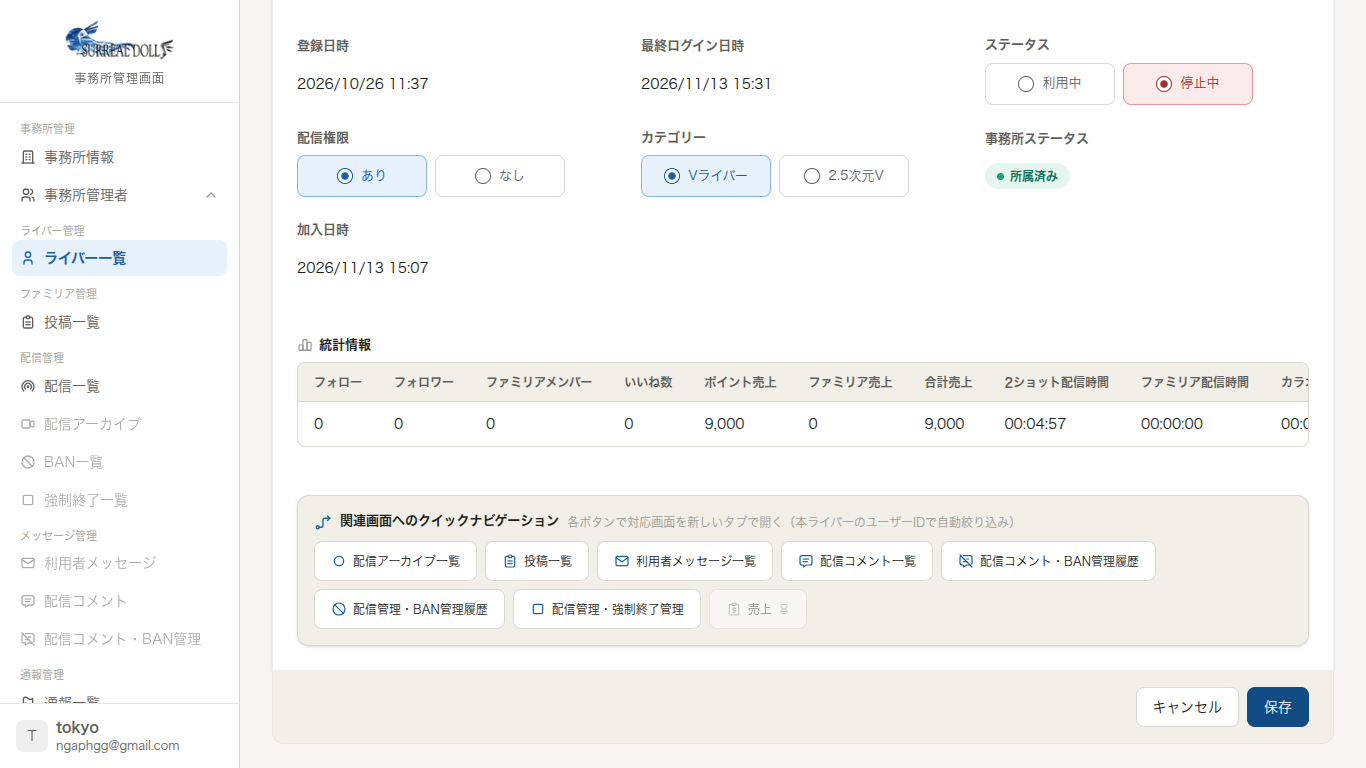 SURREAL DOLLS
事務所管理画面
事務所管理
事務所情報
事務所管理者
ライバー管理
ライバー一覧
ファミリア管理
投稿一覧
配信管理
配信一覧
配信アーカイブ
BAN一覧
強制終了一覧
メッセージ管理
利用者メッセージ
配信コメント
配信コメント・BAN管理
通報管理
通報一覧
T
tokyo
ngaphgg@gmail.com
登録日時 最終ログイン日時 ステータス
2026/10/26 11:37 2026/11/13 15:31 利用中 停止中
配信権限 カテゴリー 事務所ステータス
あり なし Vライバー 2.5次元V 所属済み
加入日時
2026/11/13 15:07
統計情報
フォロー フォロワー ファミリアメンバー いいね数 ポイント売上 ファミリア売上 合計売上 2ショット配信時間 ファミリア配信時間 カラ
0 0 0 0 9,000 0 9,000 00:04:57 00:00:00 00:0
関連画面へのクイックナビゲーション 各ボタンで対応画面を新しいタブで開く（本ライバーのユーザーIDで自動絞り込み）
配信アーカイブ一覧 投稿一覧 利用者メッセージ一覧 配信コメント一覧 配信コメント・BAN管理履歴
配信管理・BAN管理履歴 配信管理・強制終了管理 売上
キャンセル 保存